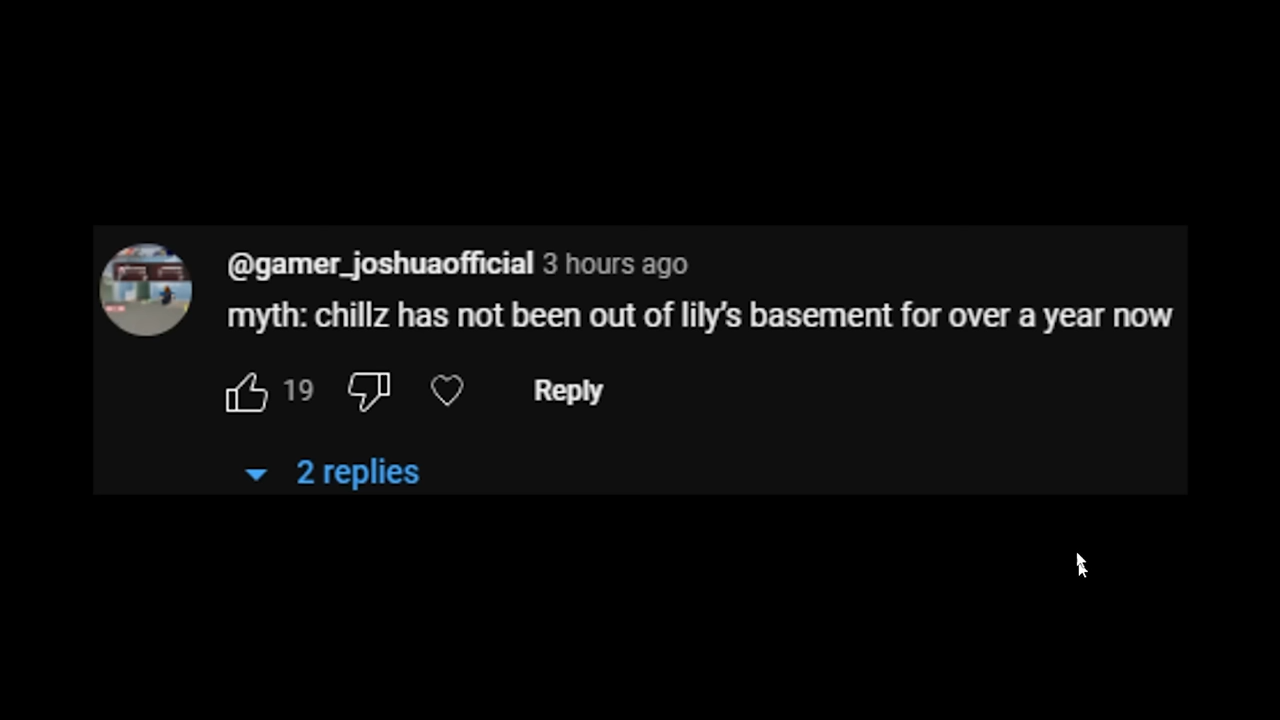 @gamer_joshuaofficial 3 hours ago
myth: chillz has not been out of lily's basement for over a year now
19 Reply
2 replies